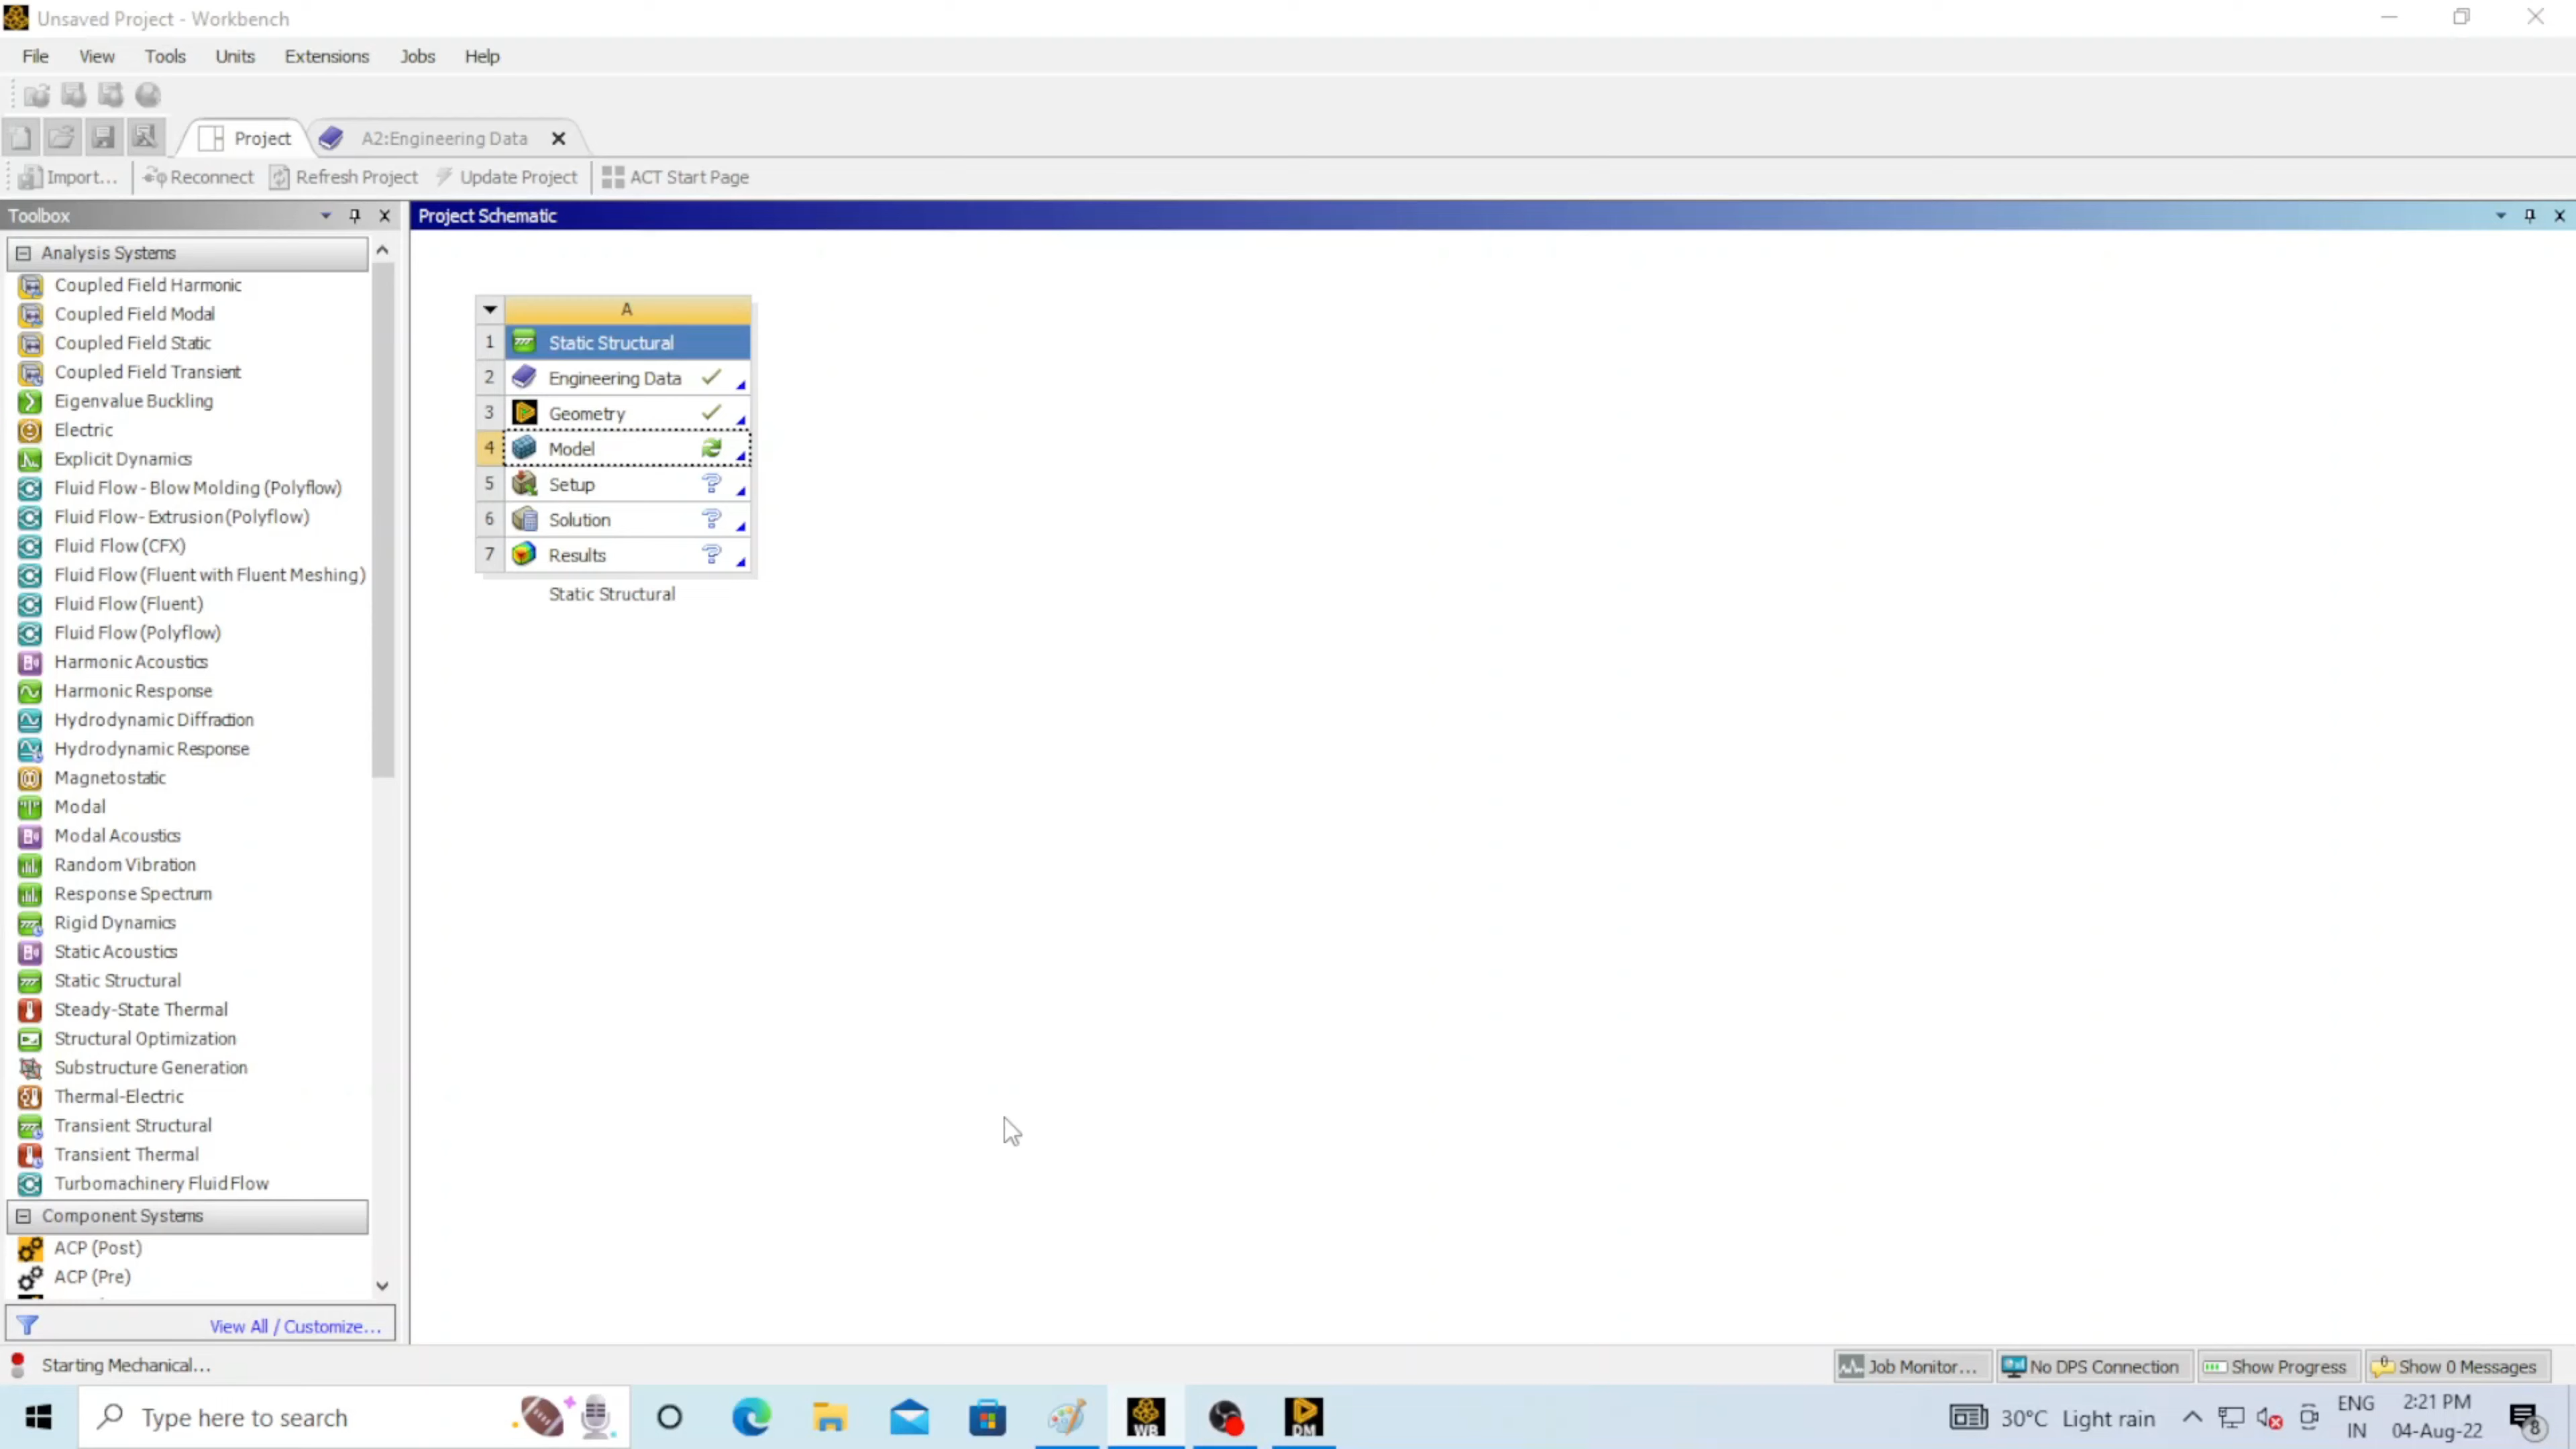 Unsaved Project - Workbench
File View Tools Units Extensions Jobs Help
Project A2:Engineering Data
Import... Reconnect Refresh Project Update Project ACT Start Page
Toolbox
Analysis Systems
Coupled Field Harmonic
Coupled Field Modal
Coupled Field Static
Coupled Field Transient
Eigenvalue Buckling
Electric
Explicit Dynamics
Fluid Flow - Blow Molding (Polyflow)
Fluid Flow- Extrusion (Polyflow)
Fluid Flow (CFX)
Fluid Flow (Fluent with Fluent Meshing)
Fluid Flow (Fluent)
Fluid Flow (Polyflow)
Harmonic Acoustics
Harmonic Response
Hydrodynamic Diffraction
Hydrodynamic Response
Magnetostatic
Modal
Modal Acoustics
Random Vibration
Response Spectrum
Rigid Dynamics
Static Acoustics
Static Structural
Steady-State Thermal
Structural Optimization
Substructure Generation
Thermal-Electric
Transient Structural
Transient Thermal
Turbomachinery Fluid Flow
Component Systems
ACP (Post)
ACP (Pre)
View All / Customize...
Project Schematic
A
1 Static Structural
2 Engineering Data
3 Geometry
4 Model
5 Setup
6 Solution
7 Results
Static Structural
Starting Mechanical...
Job Monitor... No DPS Connection Show Progress Show 0 Messages
Type here to search
WB
DM
30°C Light rain
ENG
IN
2:21 PM
04-Aug-22
8